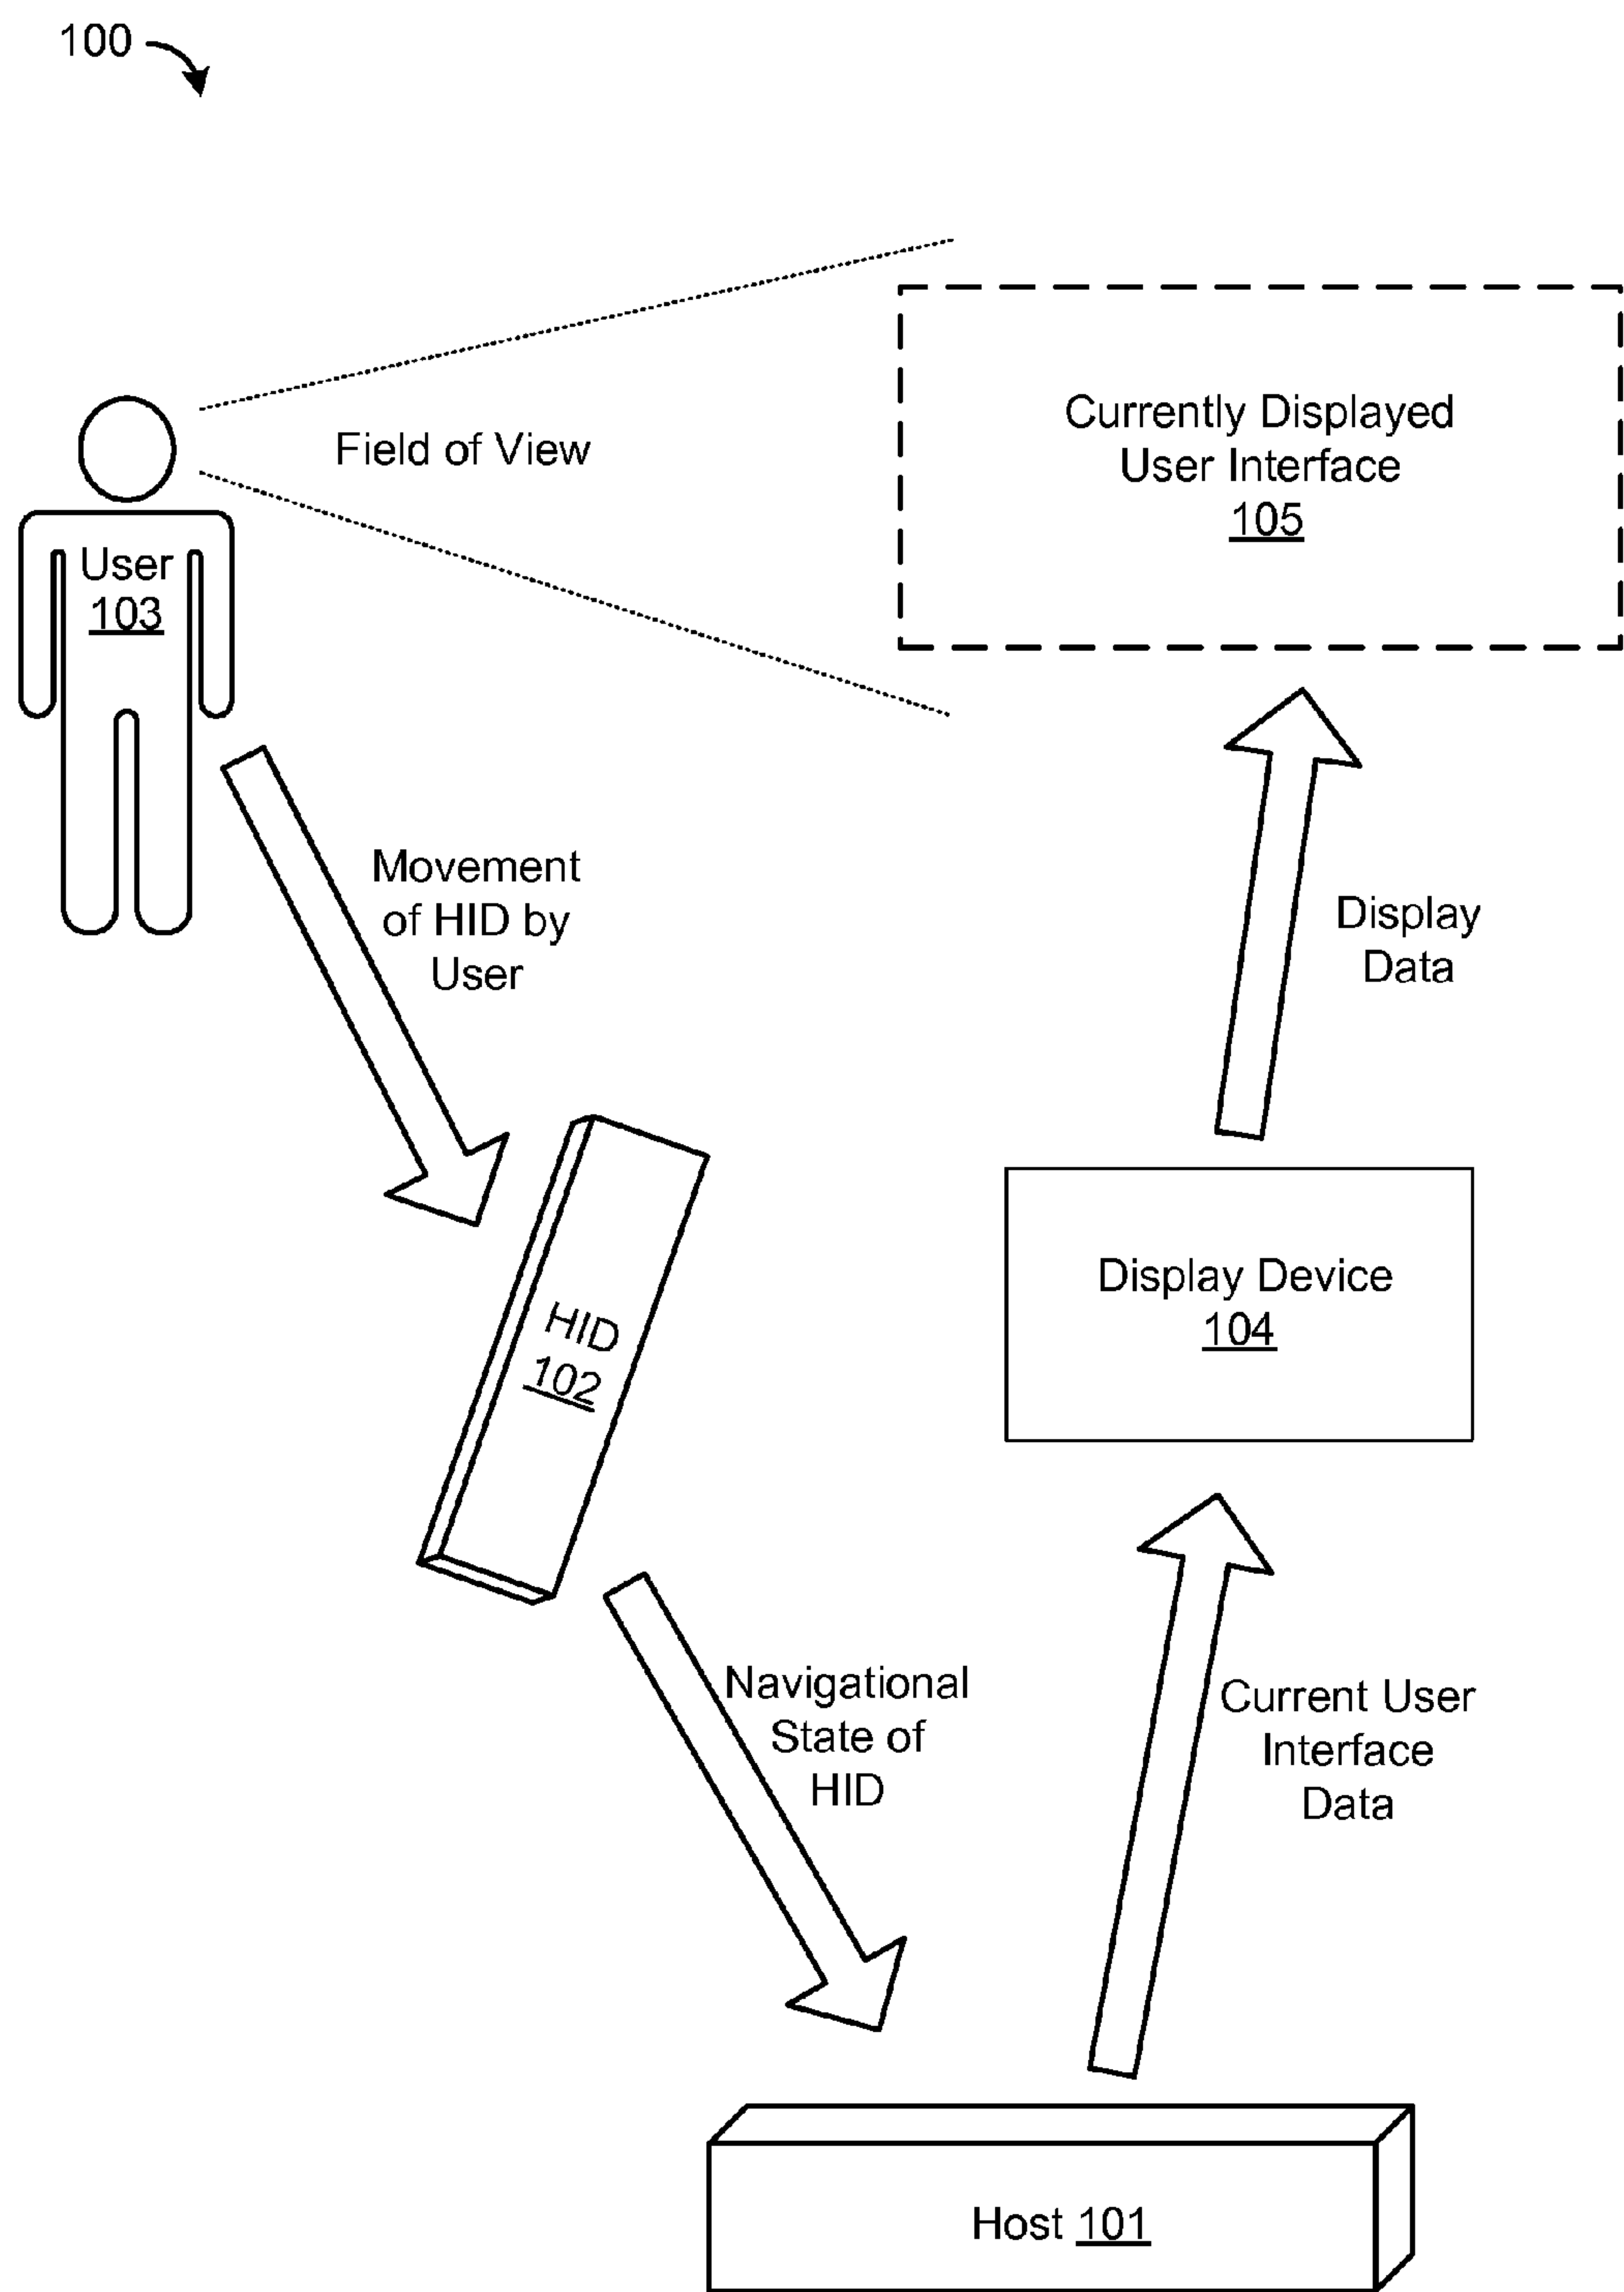 100
Currently Displayed
User Interface
105
Field of View
User
103
Movement
of HID by
User
Display
Data
HID
102
Display Device
104
Navigational
State of
HID
Current User
Interface
Data
Host 101